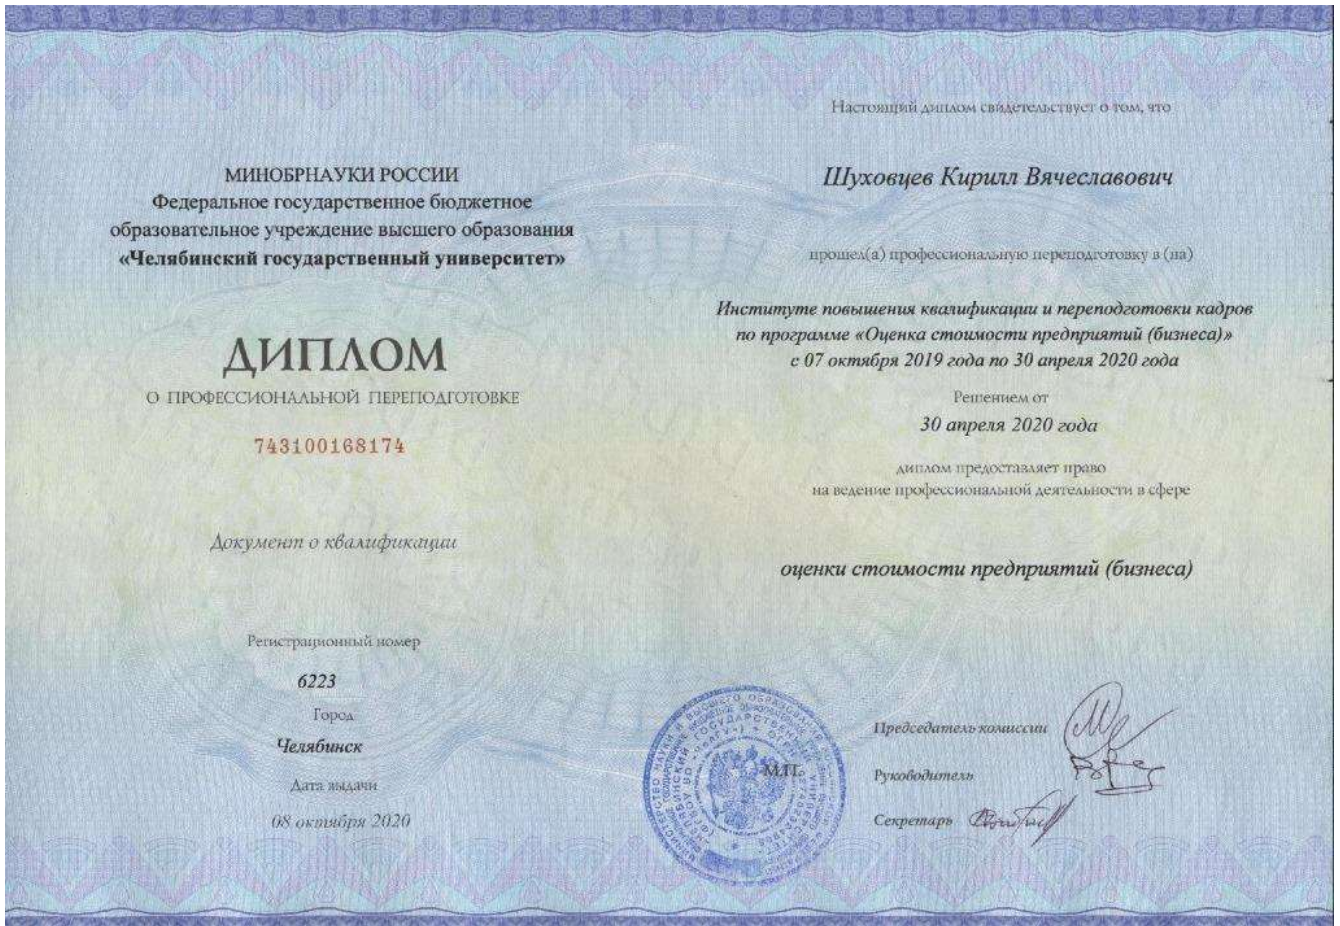 МИНОБРНАУКИ РОССИИ
Федеральное государственное бюджетное
образовательное учреждение высшего образования
«Челябинский государственный университет»
ДИПЛОМ
О ПРОФЕССИОНАЛЬНОЙ ПЕРЕПОДГОТОВКЕ
743100168174
Документ о квалификации
Регистрационный номер
6223
Город
Челябинск
Дата выдачи
08 октября 2020
Настоящий диплом свидетельствует о том, что
Шуховцев Кирилл Вячеславович
прошел(а) профессиональную переподготовку в (на)
Институте повышения квалификации и переподготовки кадров
по программе «Оценка стоимости предприятий (бизнеса)»
с 07 октября 2019 года по 30 апреля 2020 года
Решением от
30 апреля 2020 года
диплом предоставляет право
на ведение профессиональной деятельности в сфере
оценки стоимости предприятий (бизнеса)
М.П.
Председатель комиссии
Руководитель
Секретарь